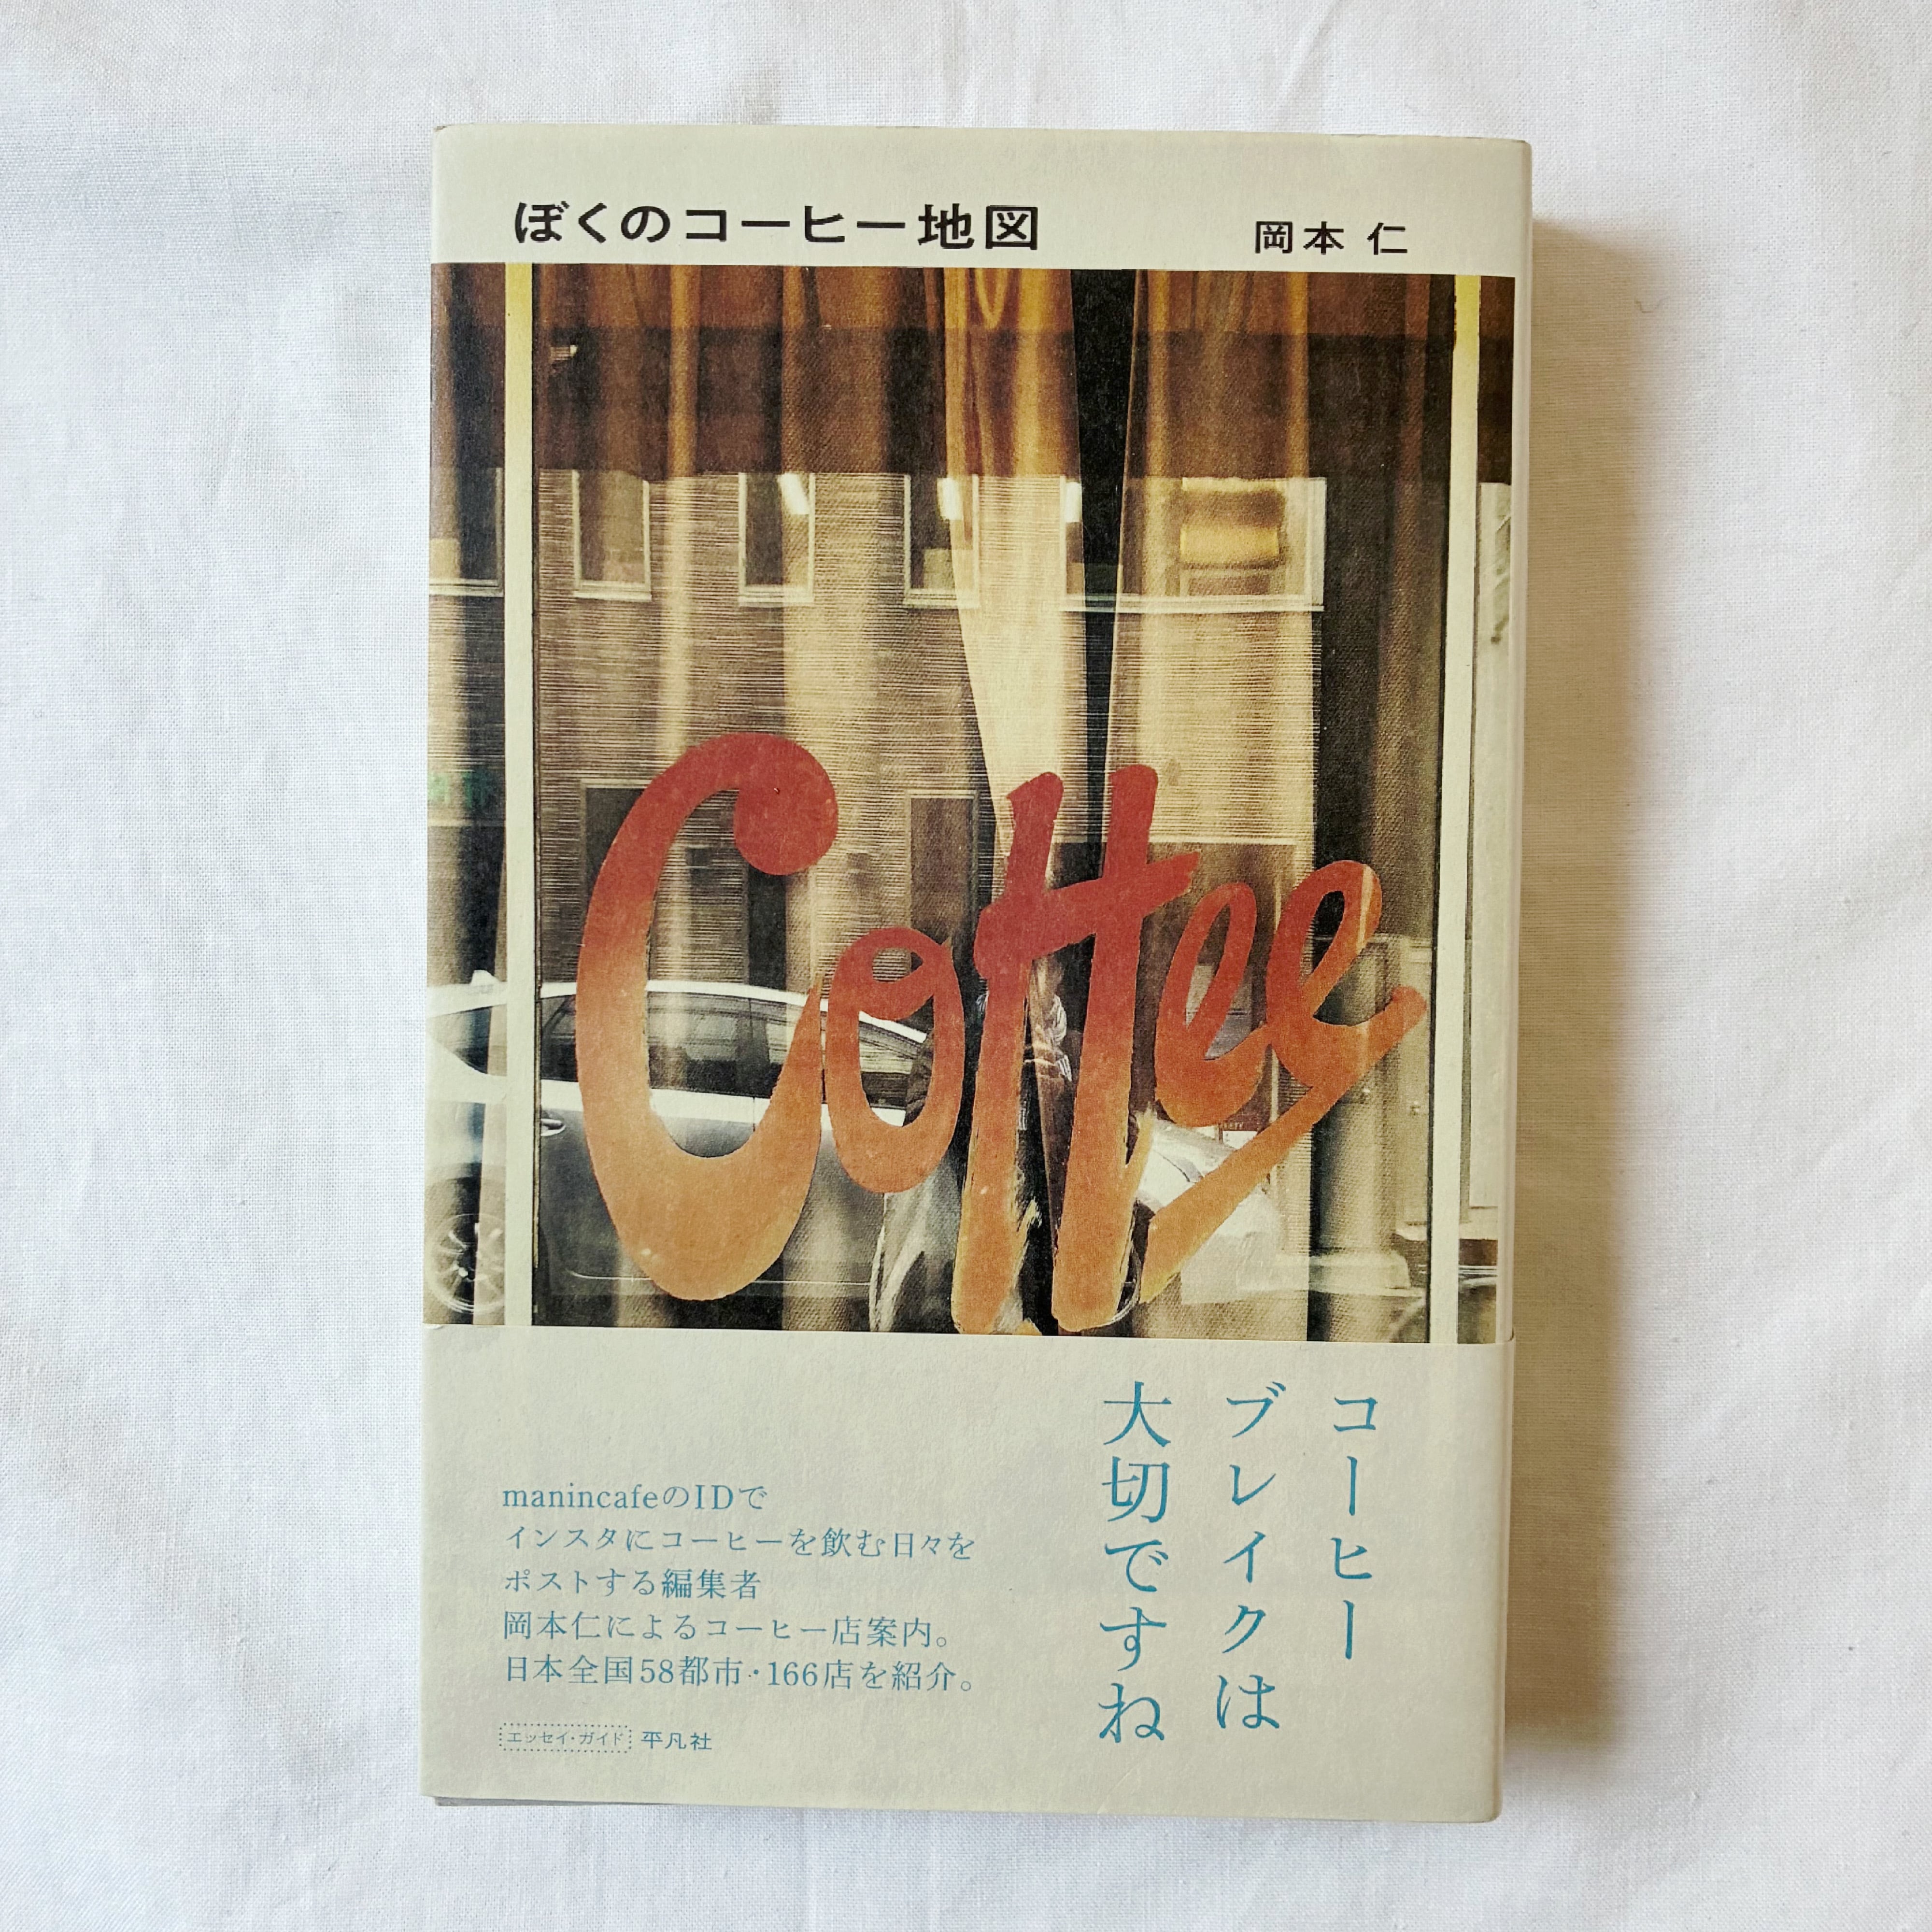 ぼくのコーヒー地図
岡本 仁
Coffee
コーヒー
ブレイクは
大切ですね
manincafeのIDで
インスタにコーヒーを飲む日々を
ポストする編集者
岡本仁によるコーヒー店案内。
日本全国58都市・166店を紹介。
エッセイ・ガイド 平凡社